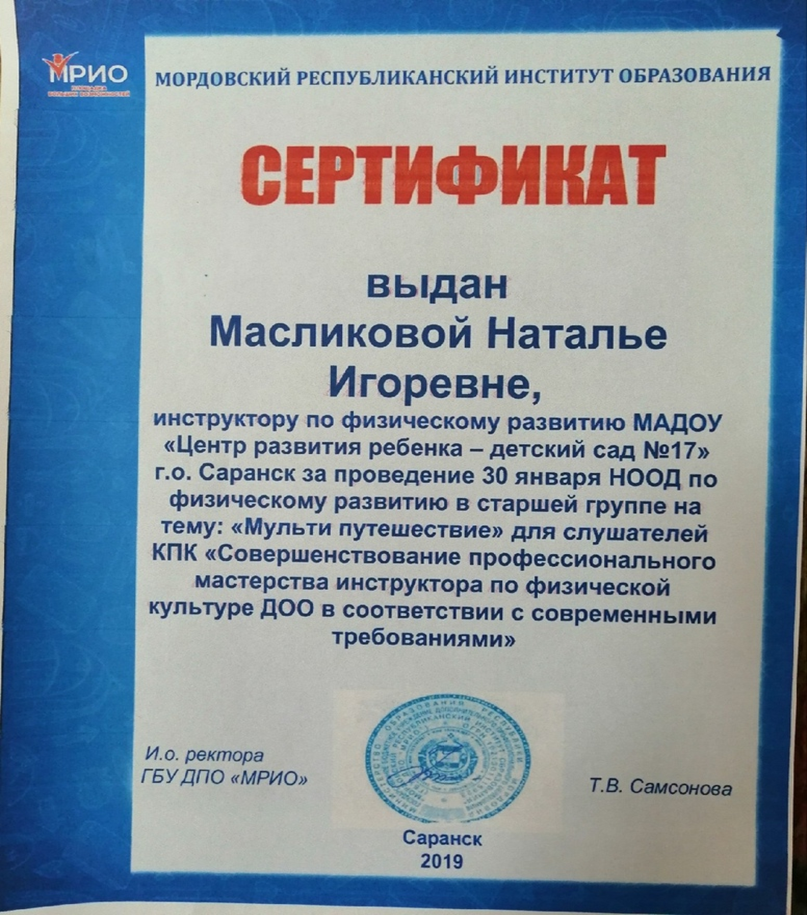 МРИО
МОРДОВСКИЙ РЕСПУБЛИКАНСКИЙ ИНСТИТУТ ОБРАЗОВАНИЯ
СЕРТИФИКАТ
выдан
Масликовой Наталье
Игоревне,
инструктору по физическому развитию МАДОУ
«Центр развития ребенка – детский сад №17»
г.о. Саранск за проведение 30 января НООД по
физическому развитию в старшей группе на
тему: «Мульти путешествие» для слушателей
КПК «Совершенствование профессионального
мастерства инструктора по физической
культуре ДОО в соответствии с современными
требованиями»
И.о. ректора
ГБУ ДПО «МРИО»
Т.В. Самсонова
Саранск
2019